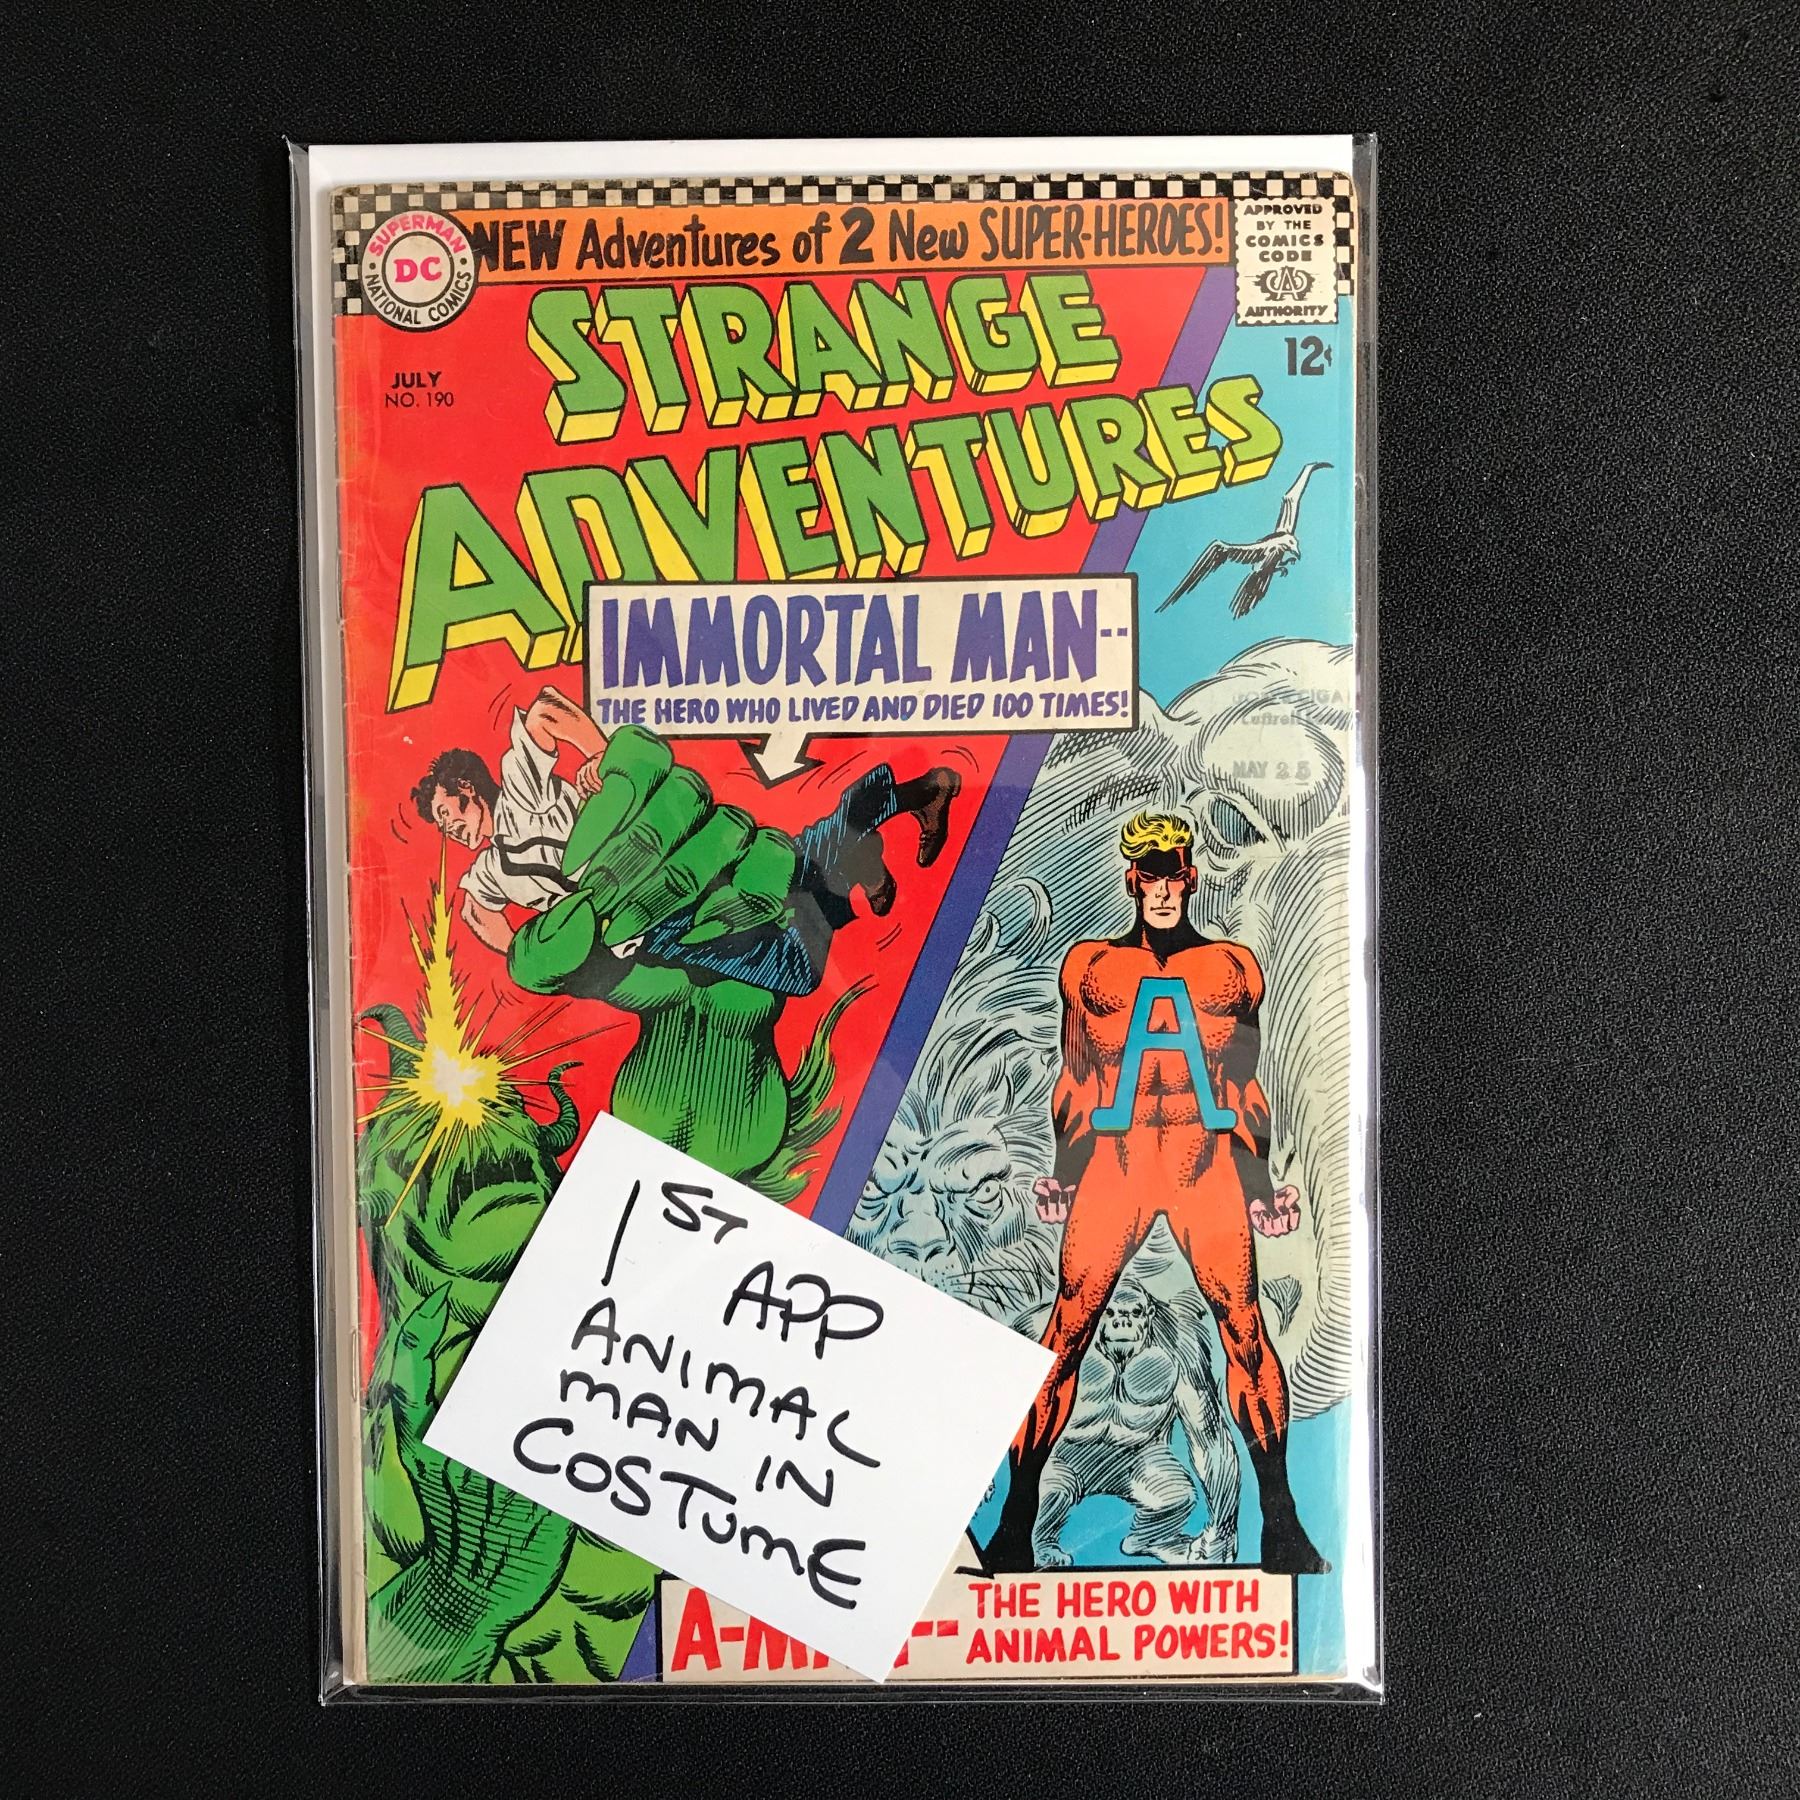 NEW Adventures of 2 New SUPER-HEROES!
SUPERMAN
DC
NATIONAL COMICS
APPROVED
BY THE
COMICS
CODE
AUTHORITY
JULY
NO. 190
12¢
STRANGE
ADVENTURES
IMMORTAL MAN--
THE HERO WHO LIVED AND DIED 100 TIMES!
MAY 25
A
1ST APP
ANIMAL
MAN IN
COSTUME
THE HERO WITH
ANIMAL POWERS!